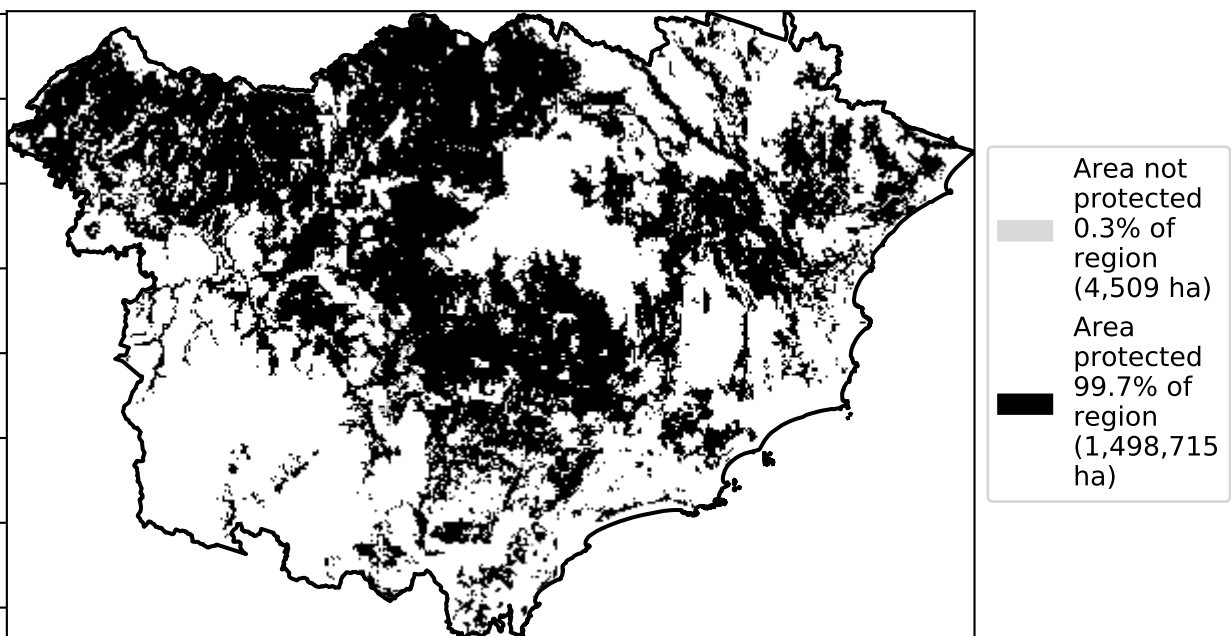 Area not
protected
0.3% of
region
(4,509 ha)
Area
protected
99.7% of
region
(1,498,715
ha)